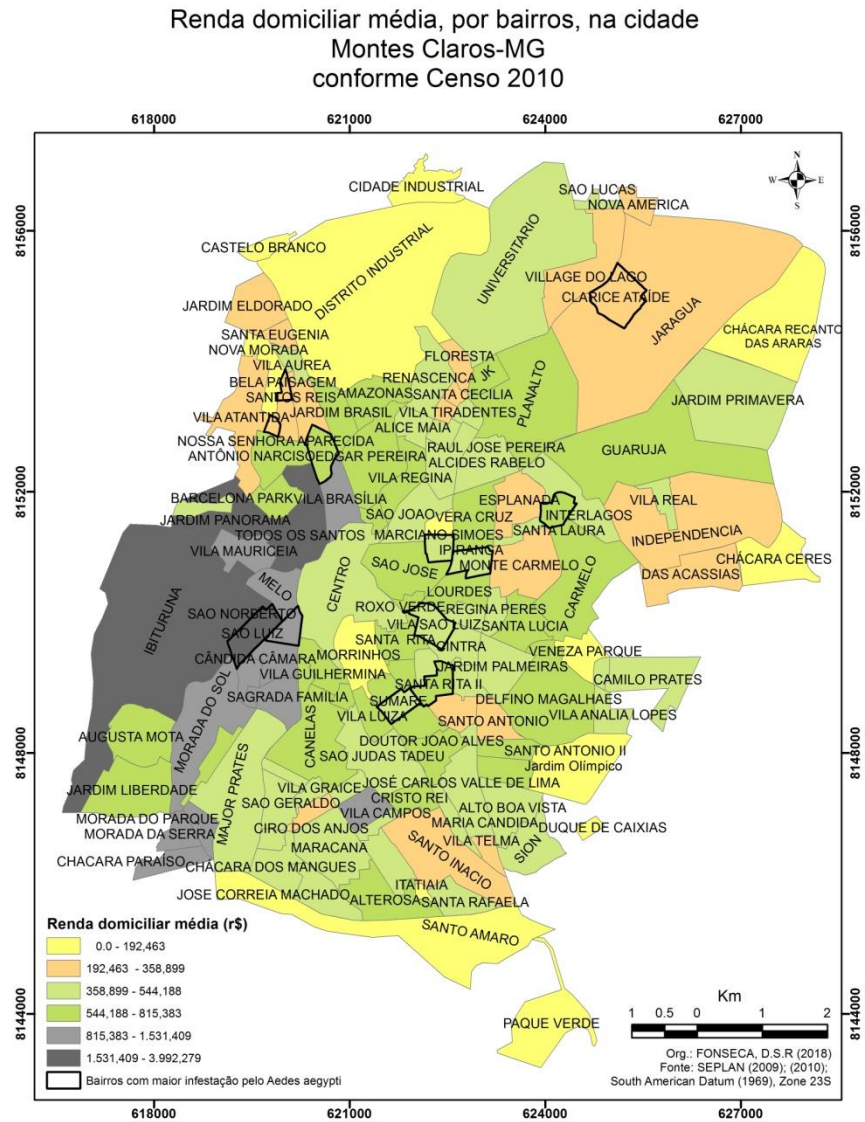 Renda domiciliar média, por bairros, na cidade
Montes Claros-MG
conforme Censo 2010
618000
621000
624000
627000
N
W
E
S
8156000
8156000
CIDADE INDUSTRIAL
SAO LUCAS
NOVA AMERICA
CASTELO BRANCO
DISTRITO INDUSTRIAL
UNIVERSITARIO
VILLAGE DO LAGO
CLARICE ATAÍDE
JARAGUA
JARDIM ELDORADO
CHÁCARA RECANTO
DAS ARARAS
SANTA EUGENIA
NOVA MORADA
VILA AUREA
FLORESTA
BELA PAISAGEM
RENASCENCA
JK
SANTOS REIS
AMAZONAS
SANTA CECILIA
PLANALTO
JARDIM PRIMAVERA
VILA ATANTIDA
JARDIM BRASIL
VILA TIRADENTES
ALICE MAIA
NOSSA SENHORA APARECIDA
RAUL JOSE PEREIRA
GUARUJA
ANTÔNIO NARCISO
EDGAR PEREIRA
ALCIDES RABELO
VILA REGINA
8152000
8152000
BARCELONA PARK
VILA BRASÍLIA
ESPLANADA
VILA REAL
JARDIM PANORAMA
SAO JOAO
VERA CRUZ
INTERLAGOS
TODOS OS SANTOS
MARCIANO SIMOES
SANTA LAURA
INDEPENDENCIA
VILA MAURICEIA
IPIRANGA
CENTRO
SAO JOSE
MONTE CARMELO
CHÁCARA CERES
MELO
DAS ACASSIAS
LOURDES
CARMELO
IBITURUNA
SAO NORBERTO
ROXO VERDE
REGINA PERES
SAO LUIZ
VILA SAO LUIZ
SANTA LUCIA
SANTA RITA
CINTRA
VENEZA PARQUE
CÂNDIDA CÂMARA
MORRINHOS
JARDIM PALMEIRAS
VILA GUILHERMINA
CAMILO PRATES
MORADA DO SOL
SAGRADA FAMILIA
SANTA RITA II
SUMARE
DELFINO MAGALHAES
CANELAS
VILA LUIZA
SANTO ANTONIO
VILA ANALIA LOPES
AUGUSTA MOTA
DOUTOR JOAO ALVES
SANTO ANTONIO II
8148000
8148000
SAO JUDAS TADEU
Jardim Olímpico
JARDIM LIBERDADE
MAJOR PRATES
VILA GRAICE
JOSÉ CARLOS VALLE DE LIMA
SAO GERALDO
CRISTO REI
MORADA DO PARQUE
VILA CAMPOS
ALTO BOA VISTA
MORADA DA SERRA
CIRO DOS ANJOS
MARIA CANDIDA
DUQUE DE CAIXIAS
MARACANA
SANTO INACIO
VILA TELMA
SION
CHACARA PARAÍSO
CHÁCARA DOS MANGUES
ITATIAIA
JOSE CORREIA MACHADO
ALTEROSA
SANTA RAFAELA
SANTO AMARO
PAQUE VERDE
Renda domiciliar média (r$)
0.0 - 192,463
192,463 - 358,899
358,899 - 544,188
544,188 - 815,383
815,383 - 1.531,409
1.531,409 - 3.992,279
Bairros com maior infestação pelo Aedes aegypti
8144000
8144000
Km
1 0.5 0 1 2
Org.: FONSECA, D.S.R (2018)
Fonte: SEPLAN (2009); (2010);
South American Datum (1969), Zone 23S
618000
621000
624000
627000